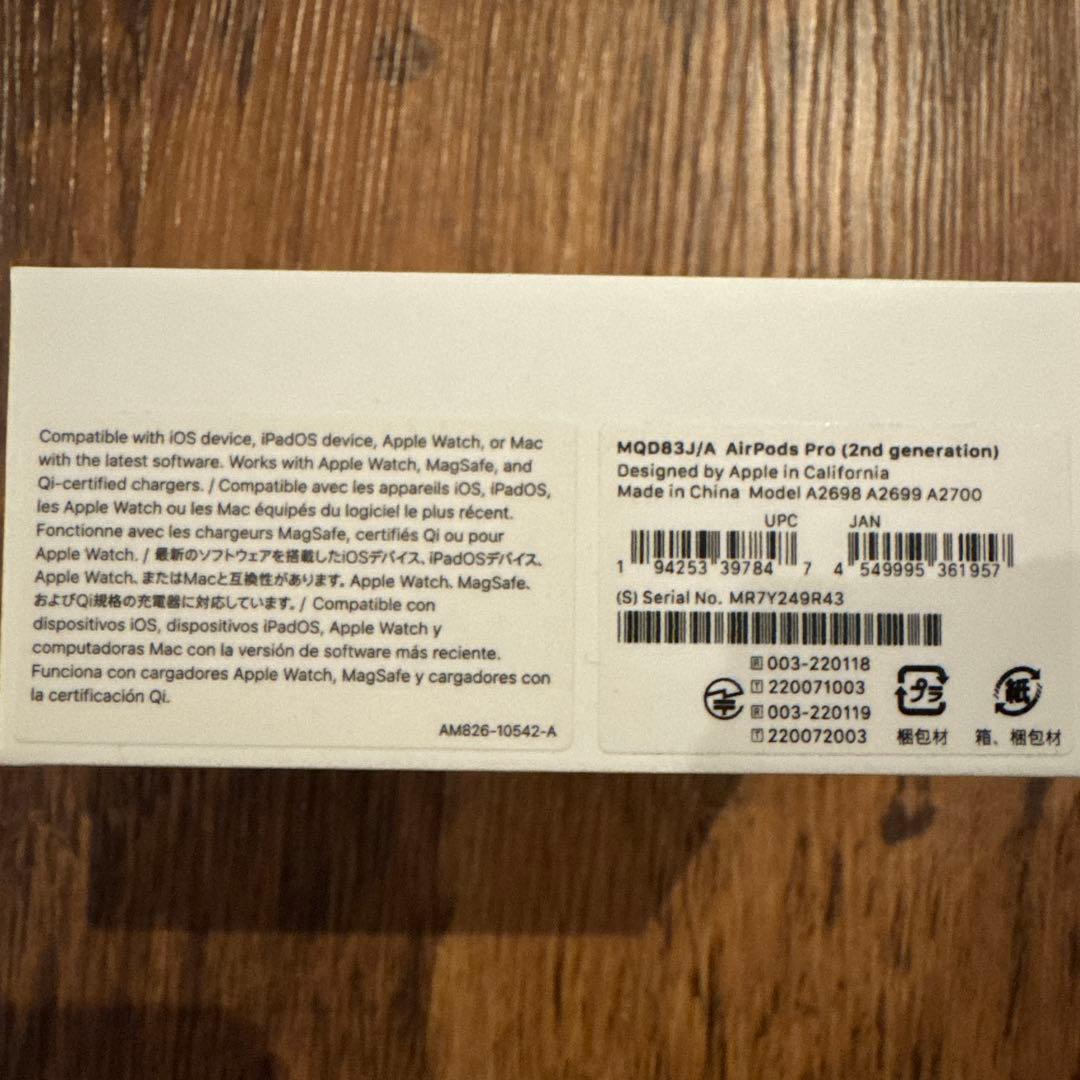 Compatible with iOS device, iPadOS device, Apple Watch, or Mac
with the latest software. Works with Apple Watch, MagSafe, and
Qi-certified chargers. / Compatible avec les appareils iOS, iPadOS,
les Apple Watch ou les Mac équipés du logiciel le plus récent.
Fonctionne avec les chargeurs MagSafe, certifiés Qi ou pour
Apple Watch. / 最新のソフトウェアを搭載したiOSデバイス、iPadOSデバイス、
Apple Watch、またはMacと互換性があります。Apple Watch、MagSafe、
およびQi規格の充電器に対応しています。/ Compatible con
dispositivos iOS, dispositivos iPadOS, Apple Watch y
computadoras Mac con la versión de software más reciente.
Funciona con cargadores Apple Watch, MagSafe y cargadores con
la certificación Qi.
AM826-10542-A
MQD83J/A AirPods Pro (2nd generation)
Designed by Apple in California
Made in China Model A2698 A2699 A2700
UPC JAN
1 94253 39784 7 4 549995 361957
(S) Serial No. MR7Y249R43
R 003-220118
T 220071003
R 003-220119
T 220072003
プラ
梱包材
紙
箱、梱包材